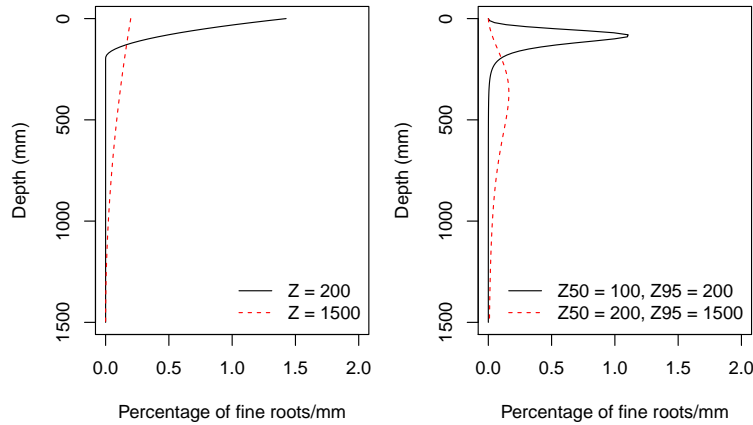 0
500
1000
1500
Depth (mm)
Z = 200
Z = 1500
0.0 0.5 1.0 1.5 2.0
Percentage of fine roots/mm
0
500
1000
1500
Depth (mm)
Z50 = 100, Z95 = 200
Z50 = 200, Z95 = 1500
0.0 0.5 1.0 1.5 2.0
Percentage of fine roots/mm